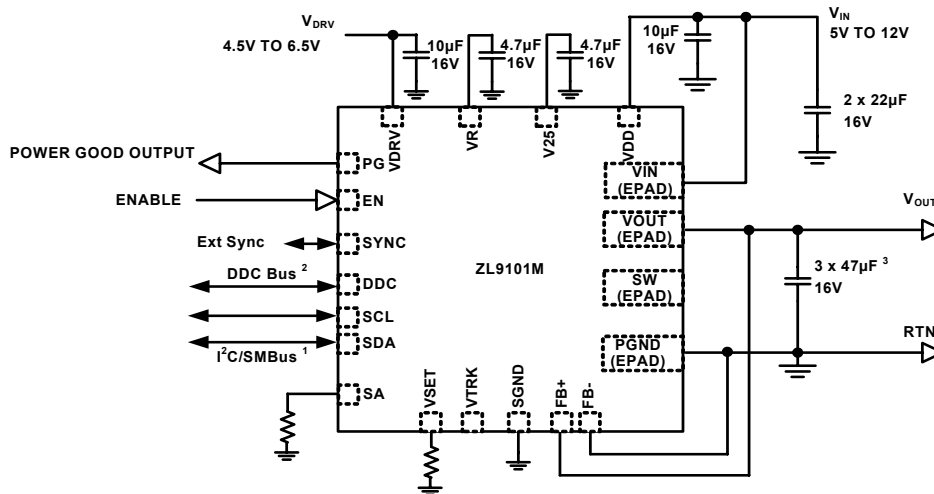 VDRV
4.5V TO 6.5V
10µF
16V
4.7µF
16V
4.7µF
16V
10µF
16V
VIN
5V TO 12V
2 x 22µF
16V
VDRV
VR
V25
VDD
POWER GOOD OUTPUT
PG
ENABLE
EN
Ext Sync
SYNC
DDC Bus 2
DDC
SCL
I2C/SMBus 1
SDA
SA
ZL9101M
VIN
(EPAD)
VOUT
(EPAD)
SW
(EPAD)
PGND
(EPAD)
VOUT
3 x 47µF 3
16V
RTN
VSET
VTRK
SGND
FB+
FB-